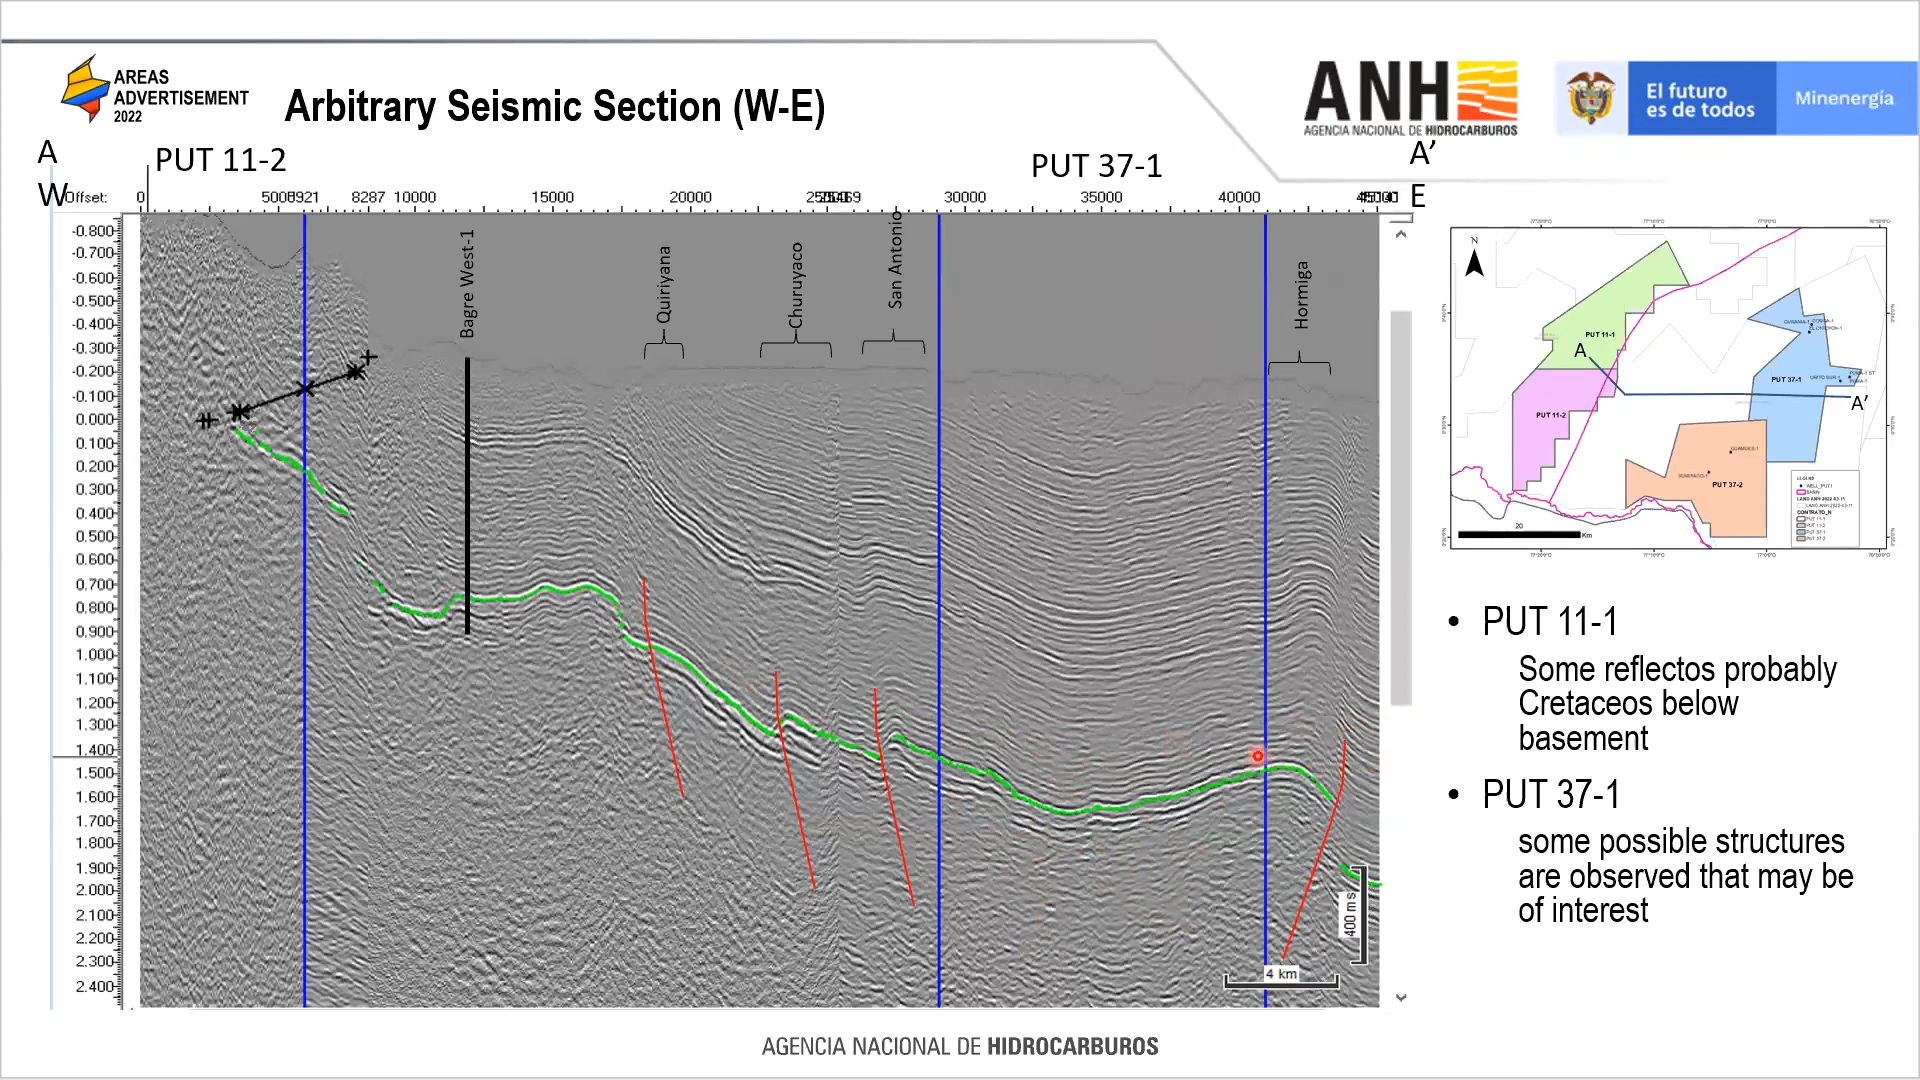 AREAS
ADVERTISEMENT
2022
Arbitrary Seismic Section (W-E)
ANH
AGENCIA NACIONAL DE HIDROCARBUROS
El futuro
es de todos
Minenergía
A
PUT 11-2
PUT 37-1
A’
W
E
Offset:
0
8287
10000
15000
20000
30000
35000
40000
-0.800
-0.700
-0.600
-0.500
-0.400
-0.300
-0.200
-0.100
0.000
0.100
0.200
0.300
0.400
0.500
0.600
0.700
0.800
0.900
1.000
1.100
1.200
1.300
1.400
1.500
1.600
1.700
1.800
1.900
2.000
2.100
2.200
2.300
2.400
Bagre West-1
Quiriyana
Churuyaco
San Antonio
Hormiga
400 ms
4 km
N
PUT 11-1
A
PUT 37-1
A’
PUT 11-2
PUT 37-2
LEGEND
20
Km
• PUT 11-1
Some reflectos probably
Cretaceos below
basement
• PUT 37-1
some possible structures
are observed that may be
of interest
AGENCIA NACIONAL DE HIDROCARBUROS